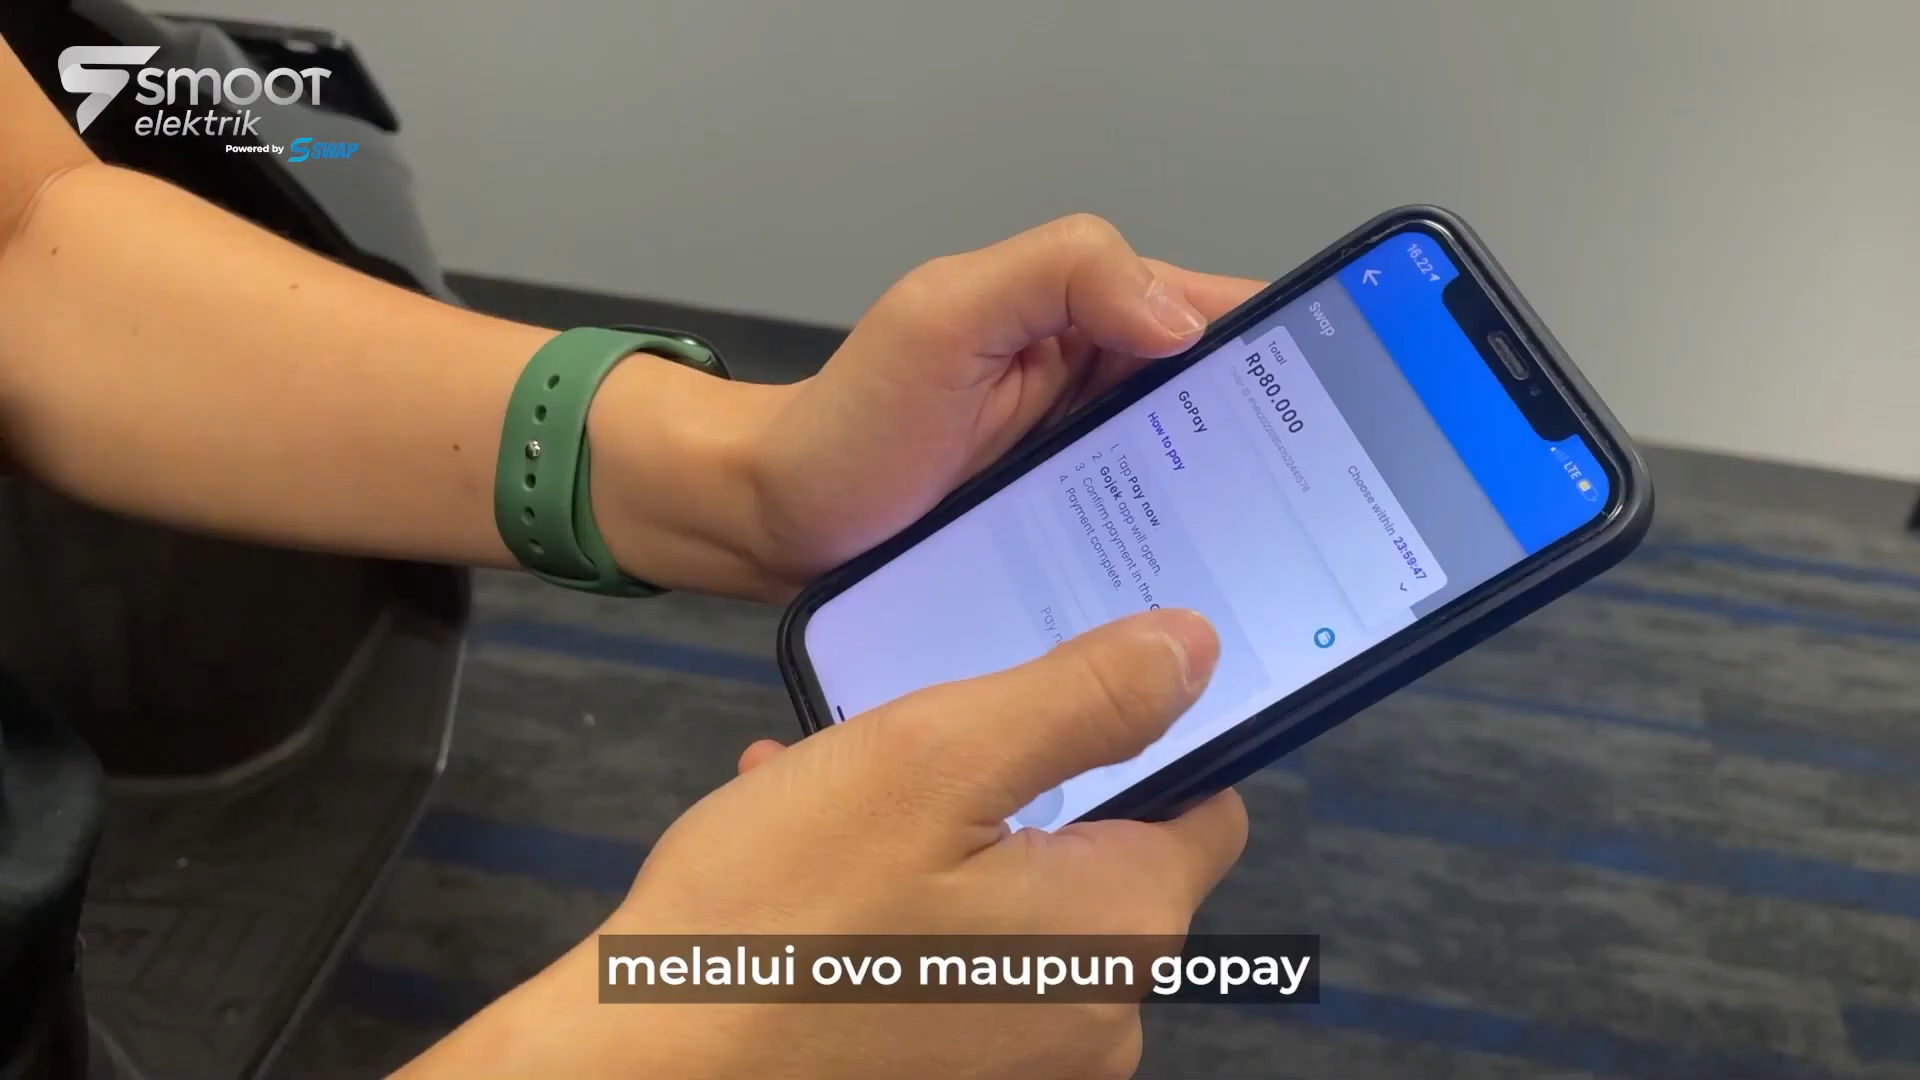 SMOOT
elektrik
Powered by SWAP
16.22
LTE
Swap
Total
Rp80.000
Choose within 23:59:47
GoPay
How to pay
1. Tap Pay now
2. Gojek app will open.
3. Confirm payment in the G
4. Payment complete.
Pay n
melalui ovo maupun gopay